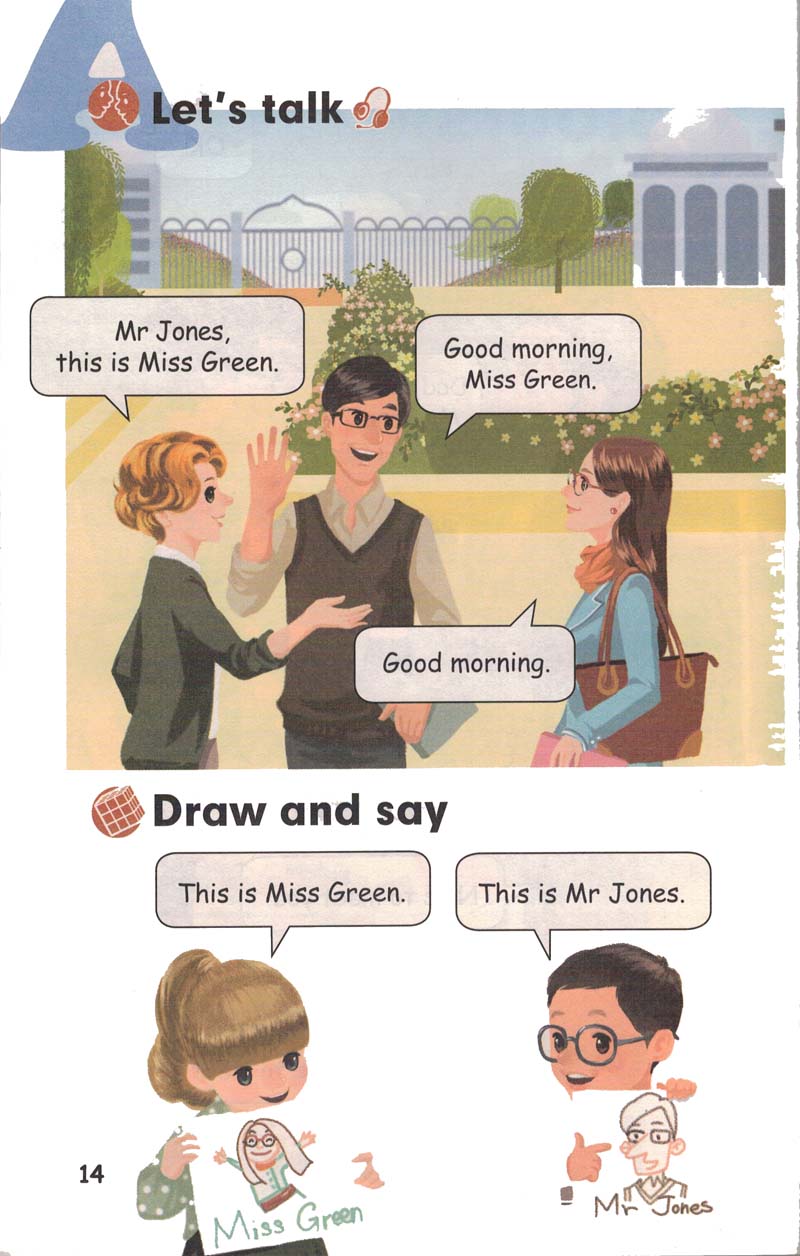 A
Let's talk
Mr Jones,
this is Miss Green.
Good morning,
Miss Green.
Good morning.
Draw and say
This is Miss Green.
This is Mr Jones.
Miss Green
Mr Jones
14